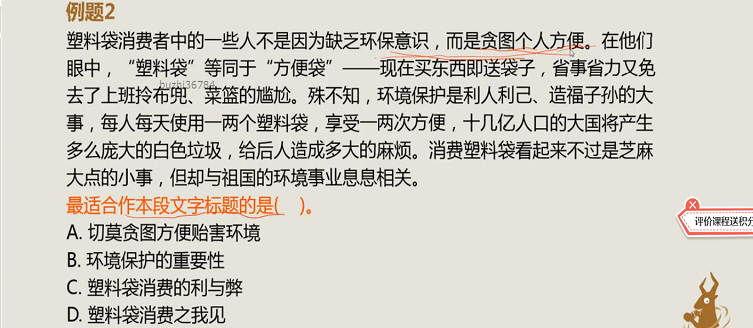 例题2
塑料袋消费者中的一些人不是因为缺乏环保意识，而是贪图个人方便。在他们
眼中，“塑料袋”等同于“方便袋”——现在买东西即送袋子，省事省力又免
去了上班拎布兜、菜篮的尴尬。殊不知，环境保护是利人利己、造福子孙的大
事，每人每天使用一两个塑料袋，享受一两次方便，十几亿人口的大国将产生
多么庞大的白色垃圾，给后人造成多大的麻烦。消费塑料袋看起来不过是芝麻
大点的小事，但却与祖国的环境事业息息相关。
最适合作本段文字标题的是( )。
A. 切莫贪图方便贻害环境
B. 环境保护的重要性
C. 塑料袋消费的利与弊
D. 塑料袋消费之我见
评价课程送积分